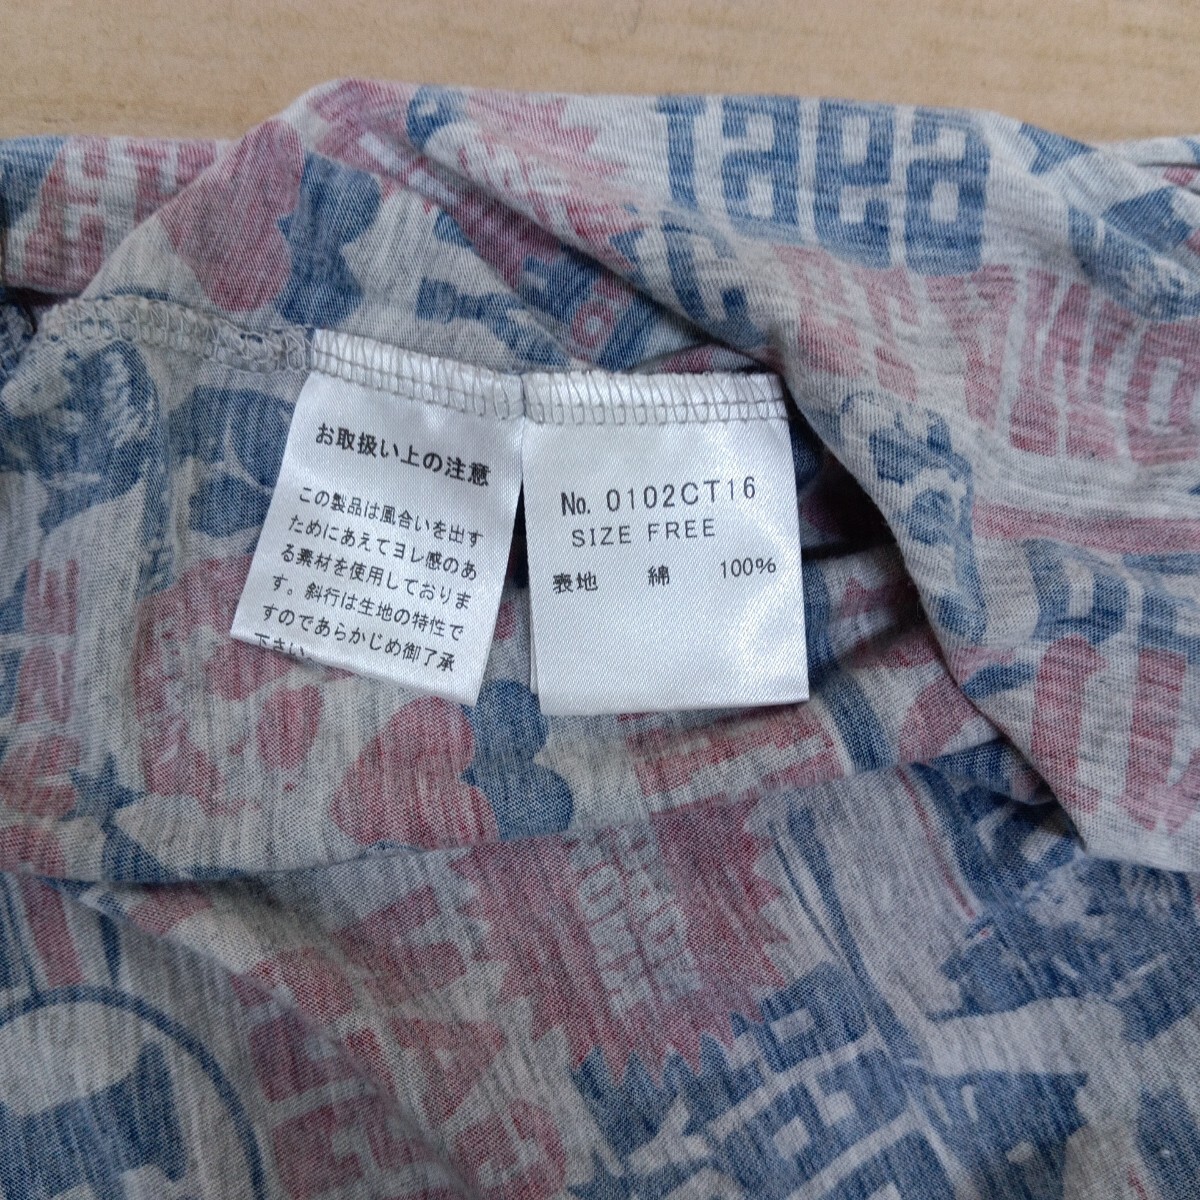 お取扱い上の注意
この製品は風合いを出す
ためにあえてヨレ感のあ
る素材を使用しておりま
す。斜行は生地の特性で
すのであらかじめ御了承
下さい。
No. 0102CT16
SIZE FREE
表地 綿 100%